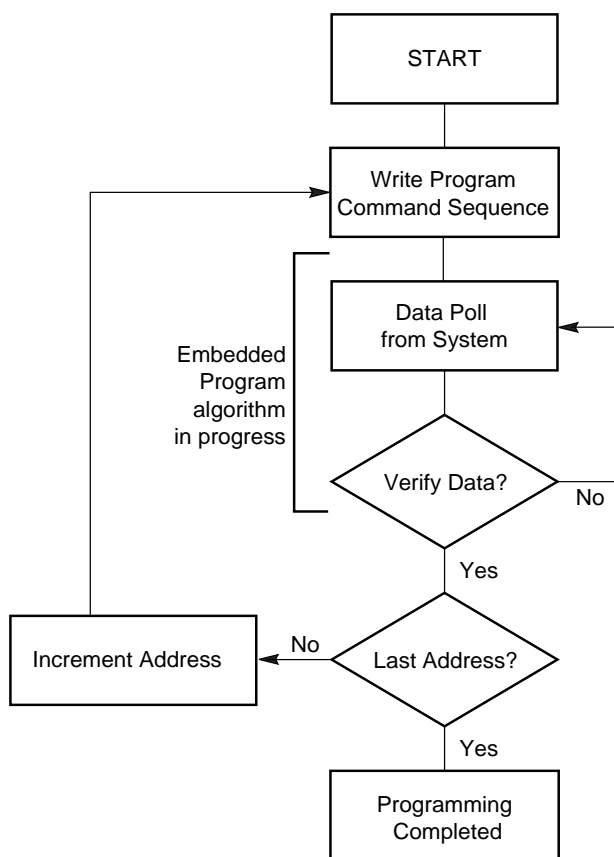 START
Write Program
Command Sequence
Data Poll
from System
Embedded
Program
algorithm
in progress
Verify Data?
No
Yes
Last Address?
No
Increment Address
Yes
Programming
Completed